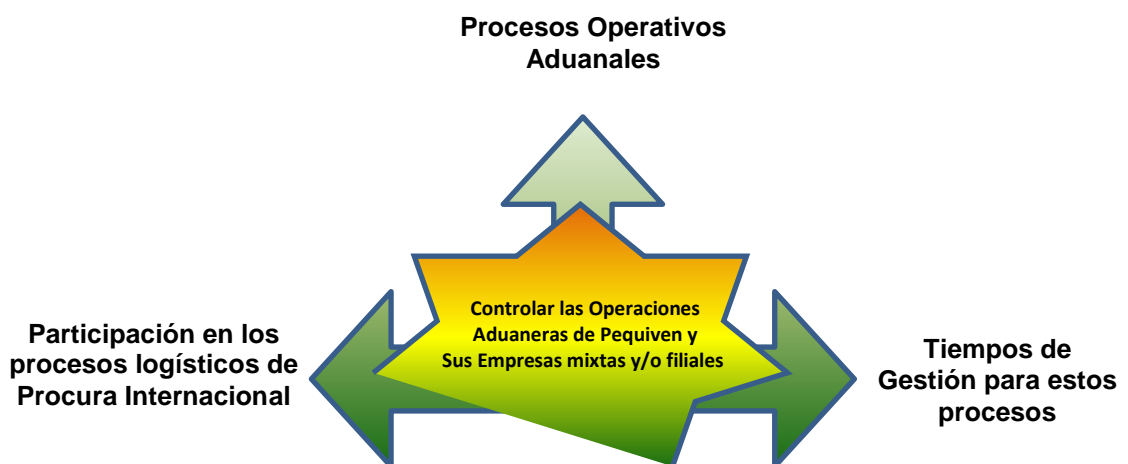 Procesos Operativos
Aduanales
Controlar las Operaciones
Aduaneras de Pequiven y
Sus Empresas mixtas y/o filiales
Participación en los
procesos logísticos de
Procura Internacional
Tiempos de
Gestión para estos
procesos